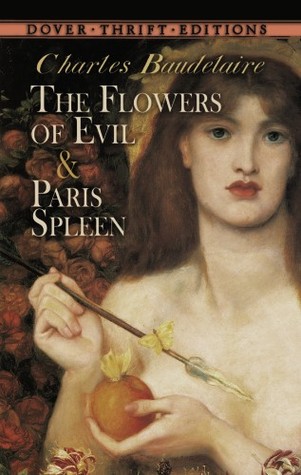 DOVER · THRIFT · EDITIONS
Charles Baudelaire
THE FLOWERS
OF EVIL
&
PARIS
SPLEEN